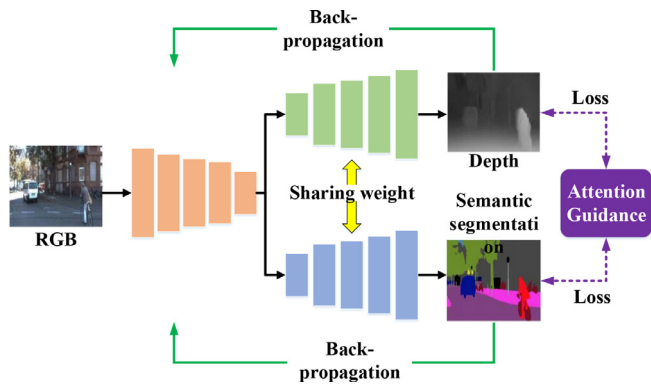 Back-
propagation
Loss
Depth
Sharing weight
Attention
Guidance
RGB
Semantic
segmentati
on
Loss
Back-
propagation